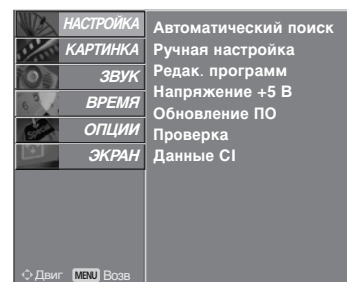 НАСТРОЙКА
КАРТИНКА
ЗВУК
ВРЕМЯ
ОПЦИИ
ЭКРАН
Автоматический поиск
Ручная настройка
Редак. программ
Напряжение +5 В
Обновление ПО
Проверка
Данные CI
Двиг MENU Возв